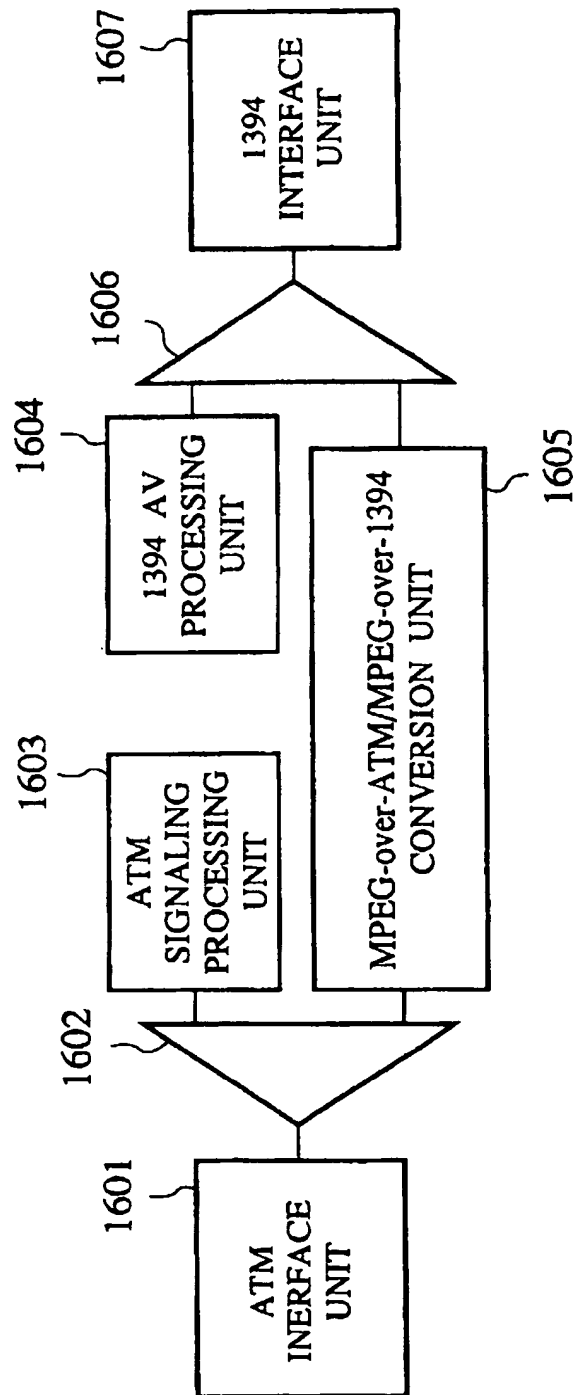 1601
ATM
INERFACE
UNIT
1602
1603
ATM
SIGNALING
PROCESSING
UNIT
1604
1394 AV
PROCESSING
UNIT
MPEG-over-ATM/MPEG-over-1394
CONVERSION UNIT
1605
1606
1607
1394
INTERFACE
UNIT